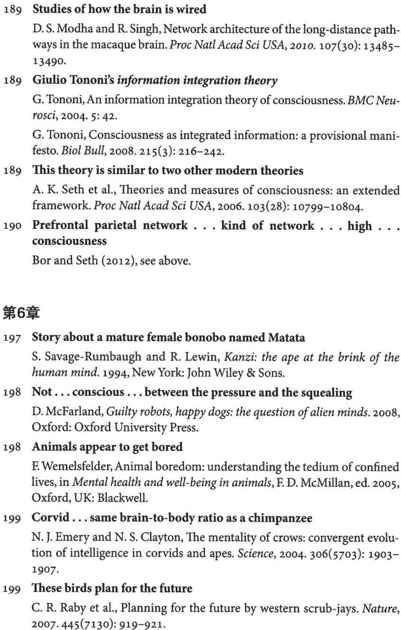 189 Studies of how the brain is wired
D. S. Modha and R. Singh, Network architecture of the long-distance path-
ways in the macaque brain. Proc Natl Acad Sci USA, 2010. 107(30): 13485–
13490.
189 Giulio Tononi's information integration theory
G. Tononi, An information integration theory of consciousness. BMC Neu-
rosci, 2004. 5: 42.
G. Tononi, Consciousness as integrated information: a provisional mani-
festo. Biol Bull, 2008. 215(3): 216–242.
189 This theory is similar to two other modern theories
A. K. Seth et al., Theories and measures of consciousness: an extended
framework. Proc Natl Acad Sci USA, 2006. 103(28): 10799–10804.
190 Prefrontal parietal network . . . kind of network . . . high . . .
consciousness
Bor and Seth (2012), see above.
第6章
197 Story about a mature female bonobo named Matata
S. Savage-Rumbaugh and R. Lewin, Kanzi: the ape at the brink of the
human mind. 1994, New York: John Wiley & Sons.
198 Not . . . conscious . . . between the pressure and the squealing
D. McFarland, Guilty robots, happy dogs: the question of alien minds. 2008,
Oxford: Oxford University Press.
198 Animals appear to get bored
F. Wemelsfelder, Animal boredom: understanding the tedium of confined
lives, in Mental health and well-being in animals, F. D. McMillan, ed. 2005,
Oxford, UK: Blackwell.
199 Corvid . . . same brain-to-body ratio as a chimpanzee
N. J. Emery and N. S. Clayton, The mentality of crows: convergent evolu-
tion of intelligence in corvids and apes. Science, 2004. 306(5703): 1903–
1907.
199 These birds plan for the future
C. R. Raby et al., Planning for the future by western scrub-jays. Nature,
2007. 445(7130): 919–921.